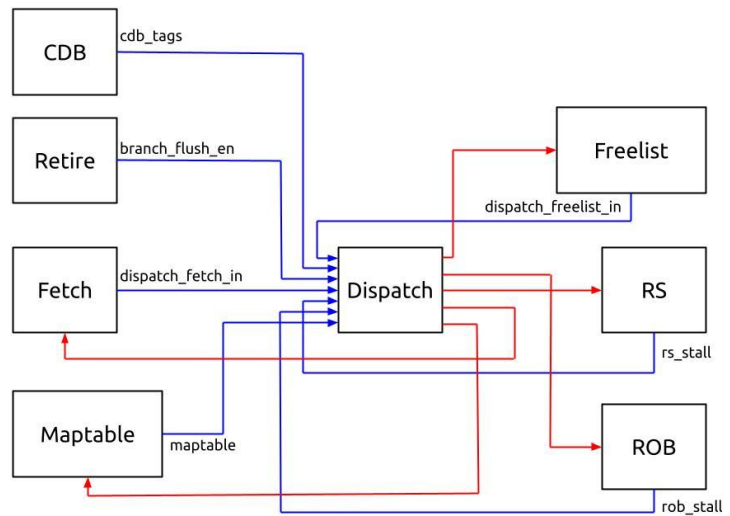 CDB
cdb_tags
Retire
branch_flush_en
Freelist
dispatch_freelist_in
Fetch
dispatch_fetch_in
Dispatch
RS
rs_stall
Maptable
maptable
ROB
rob_stall